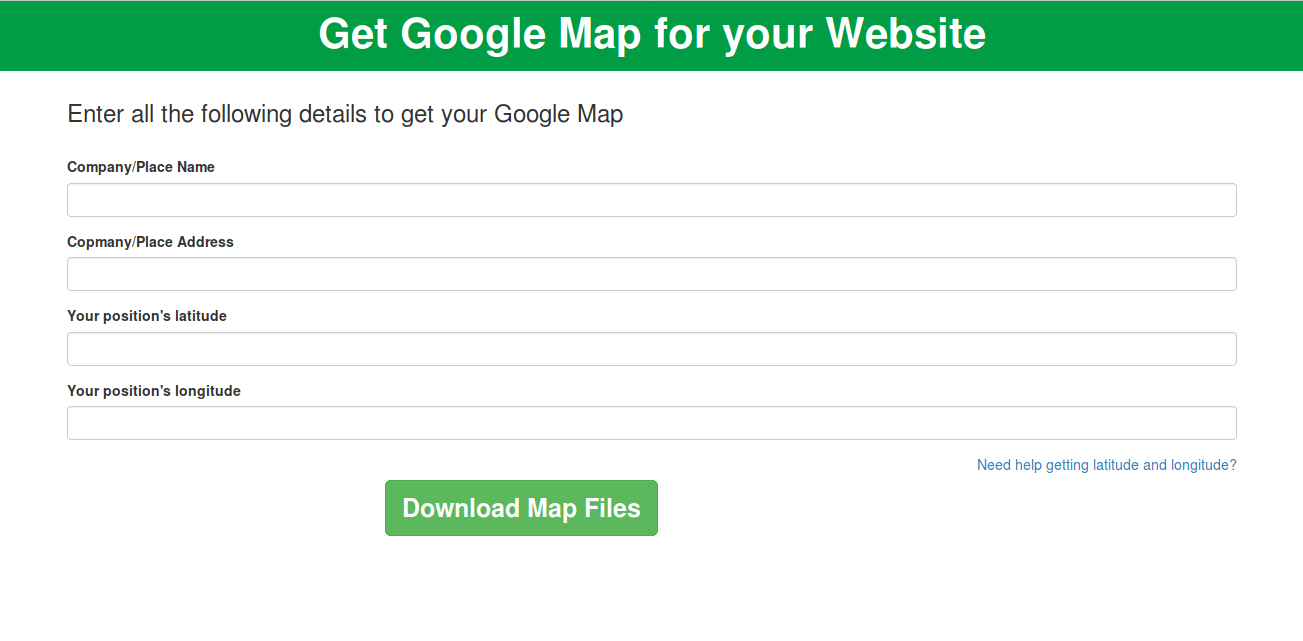 Get Google Map for your Website
Enter all the following details to get your Google Map
Company/Place Name
Copmany/Place Address
Your position's latitude
Your position's longitude
Need help getting latitude and longitude?
Download Map Files